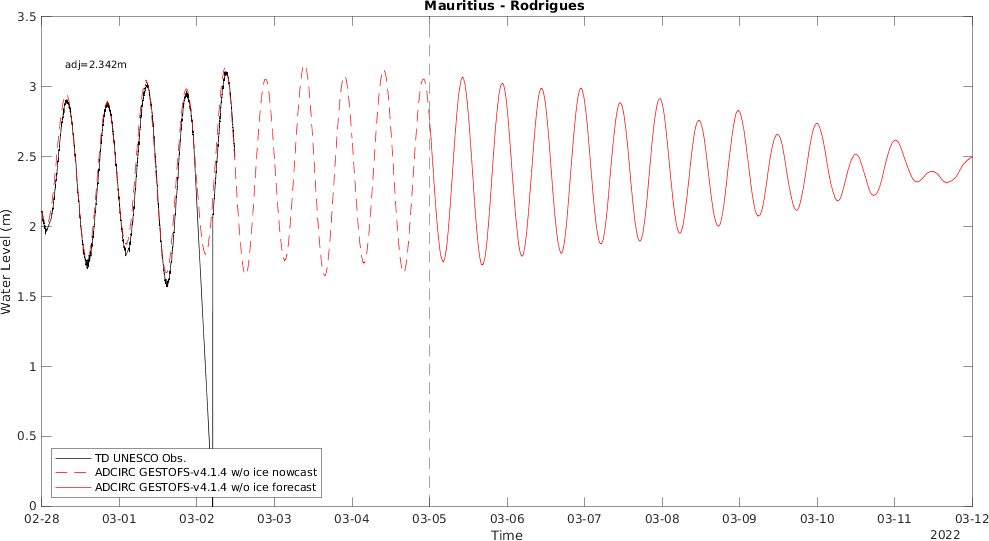 Mauritius - Rodrigues
3.5
adj=2.342m
3
2.5
2
1.5
1
0.5
0
Water Level (m)
TD UNESCO Obs.
ADCIRC GESTOFS-v4.1.4 w/o ice nowcast
ADCIRC GESTOFS-v4.1.4 w/o ice forecast
02-28 03-01 03-02 03-03 03-04 03-05 03-06 03-07 03-08 03-09 03-10 03-11 03-12
Time
2022